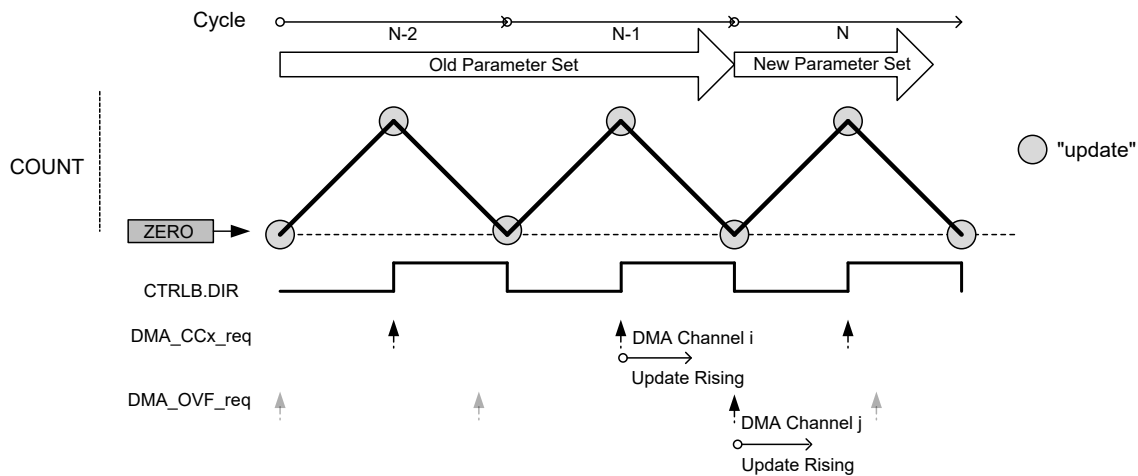 Cycle
N-2
N-1
N
Old Parameter Set
New Parameter Set
COUNT
"update"
ZERO
CTRLB.DIR
DMA_CCx_req
DMA Channel i
Update Rising
DMA_OVF_req
DMA Channel j
Update Rising